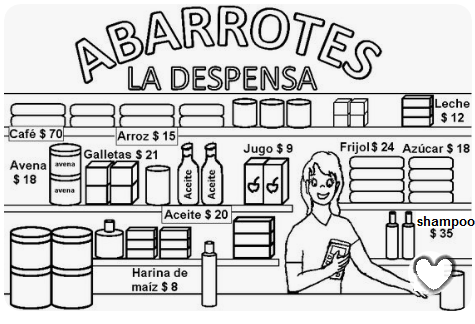 ABARROTES
LA DESPENSA
Leche
$ 12
Café $ 70
Arroz $ 15
Avena
$ 18
avena
avena
Galletas $ 21
Aceite
Aceite
Jugo $ 9
Frijol $ 24
Azúcar $ 18
Aceite $ 20
shampoo
$ 35
Harina de
maíz $ 8